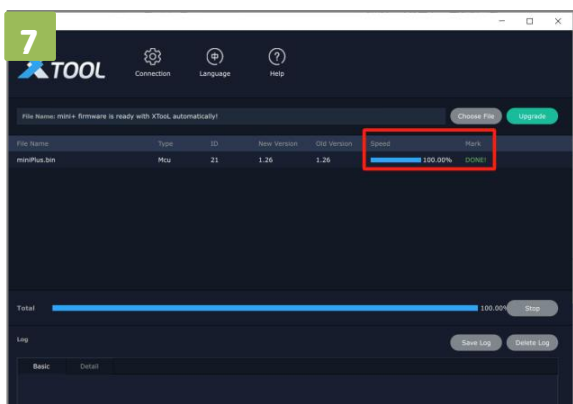 7
XTOOL
Connection
Language
Help
File Name: mini+ firmware is ready with XTooL automatically!
Choose File
Upgrade
File Name Type ID New Version Old Version Speed Mark
miniPlus.bin Mcu 21 1.26 1.26 100.00% DONE!
Total 100.00% Stop
Log
Save Log
Delete Log
Basic Detail